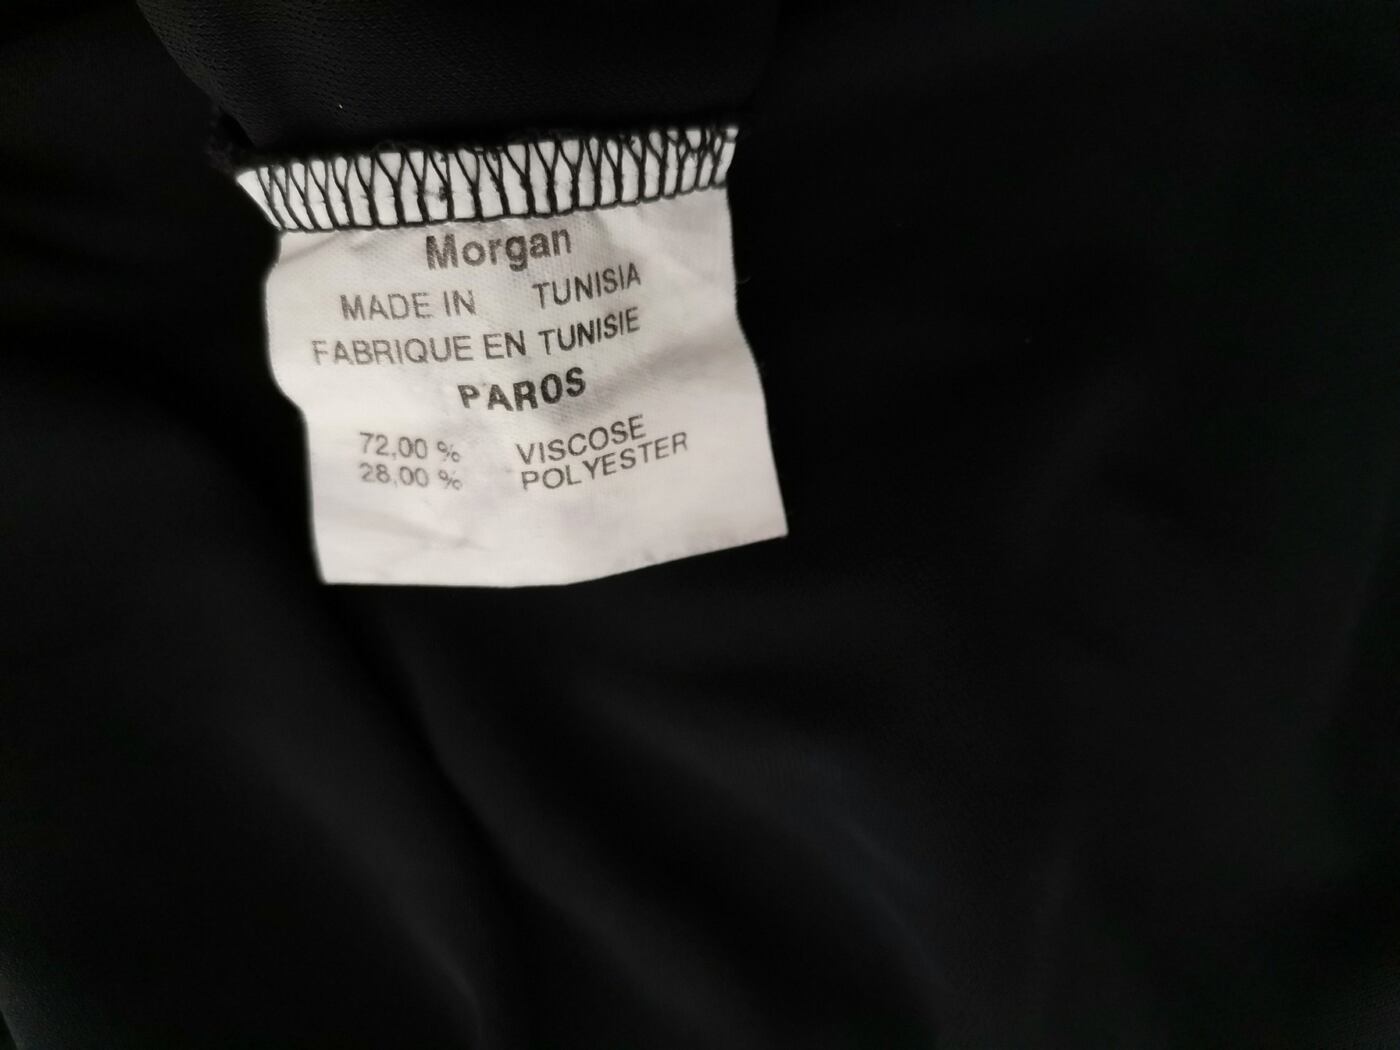 Morgan
MADE IN TUNISIA
FABRIQUE EN TUNISIE
PAROS
72,00 % VISCOSE
28,00 % POLYESTER